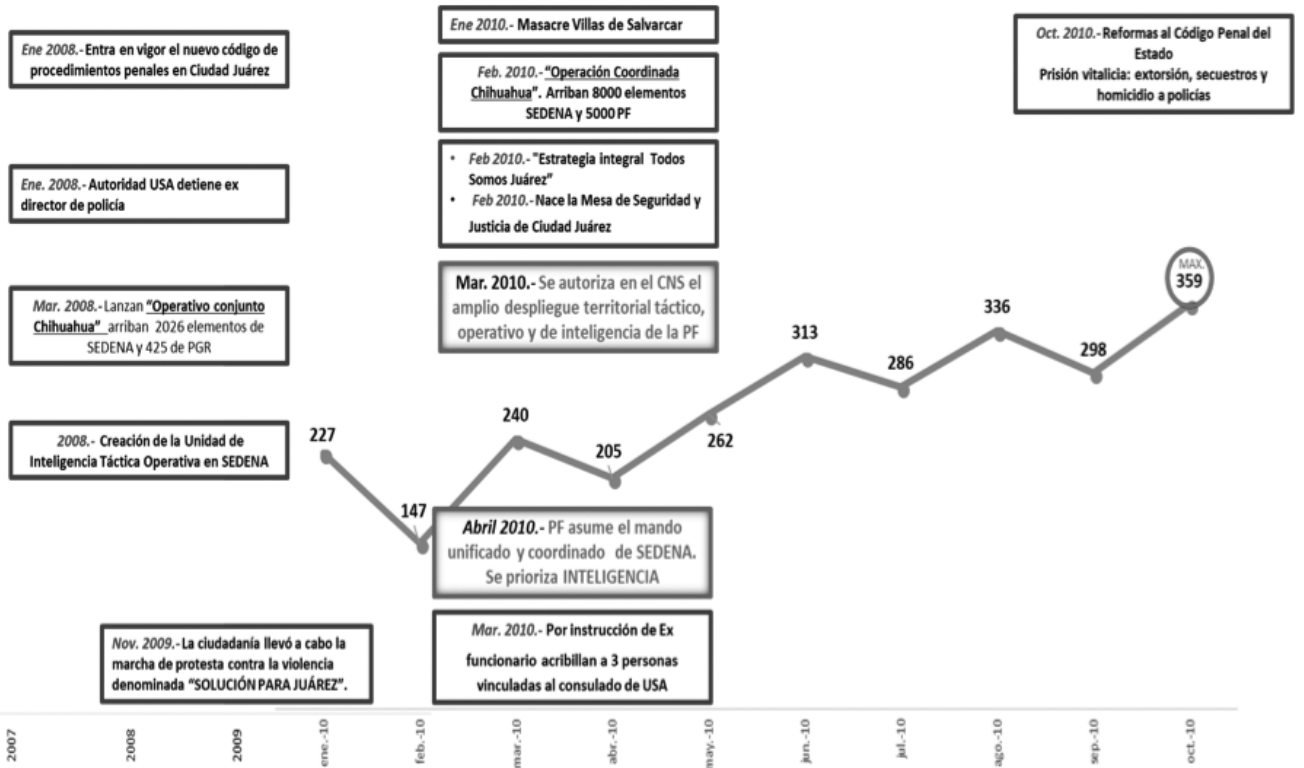 Ene 2008.- Entra en vigor el nuevo código de
procedimientos penales en Ciudad Juárez
Ene. 2008.- Autoridad USA detiene ex
director de policía
Mar. 2008.- Lanzan "Operativo conjunto
Chihuahua" arriban 2026 elementos de
SEDENA y 425 de PGR
2008.- Creación de la Unidad de
Inteligencia Táctica Operativa en SEDENA
Nov. 2009.- La ciudadanía llevó a cabo la
marcha de protesta contra la violencia
denominada "SOLUCIÓN PARA JUÁREZ".
Ene 2010.- Masacre Villas de Salvarcar
Feb. 2010.- "Operación Coordinada
Chihuahua". Arriban 8000 elementos
SEDENA y 5000 PF
• Feb 2010.- "Estrategia integral Todos
Somos Juárez"
• Feb 2010.- Nace la Mesa de Seguridad y
Justicia de Ciudad Juárez
Mar. 2010.- Se autoriza en el CNS el
amplio despliegue territorial táctico,
operativo y de inteligencia de la PF
Abril 2010.- PF asume el mando
unificado y coordinado de SEDENA.
Se prioriza INTELIGENCIA
Mar. 2010.- Por instrucción de Ex
funcionario acribillan a 3 personas
vinculadas al consulado de USA
Oct. 2010.- Reformas al Código Penal del
Estado
Prisión vitalicia: extorsión, secuestros y
homicidio a policías
227
147
240
205
262
313
286
336
298
MAX.
359
2007
2008
2009
ene.-10
feb.-10
mar.-10
abr.-10
may.-10
jun.-10
jul.-10
ago.-10
sep.-10
oct.-10